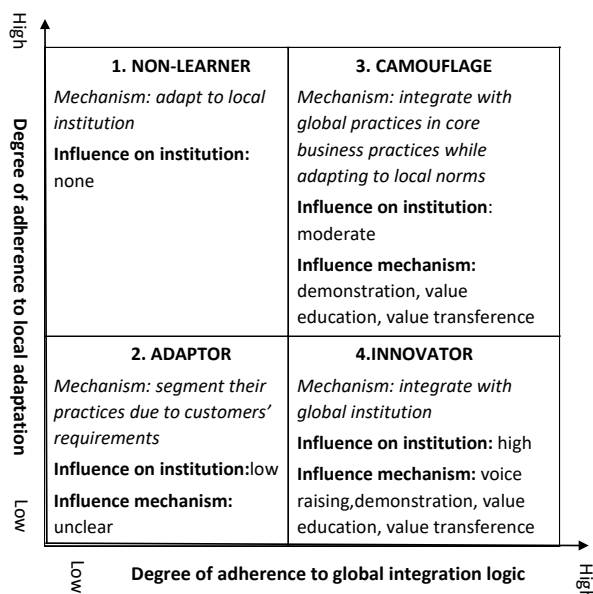 High
Degree of adherence to local adaptation
Low
1. NON-LEARNER
Mechanism: adapt to local
institution
Influence on institution:
none
3. CAMOUFLAGE
Mechanism: integrate with
global practices in core
business practices while
adapting to local norms
Influence on institution:
moderate
Influence mechanism:
demonstration, value
education, value transference
2. ADAPTOR
Mechanism: segment their
practices due to customers’
requirements
Influence on institution:low
Influence mechanism:
unclear
4.INNOVATOR
Mechanism: integrate with
global institution
Influence on institution: high
Influence mechanism: voice
raising,demonstration, value
education, value transference
Low
Degree of adherence to global integration logic
High